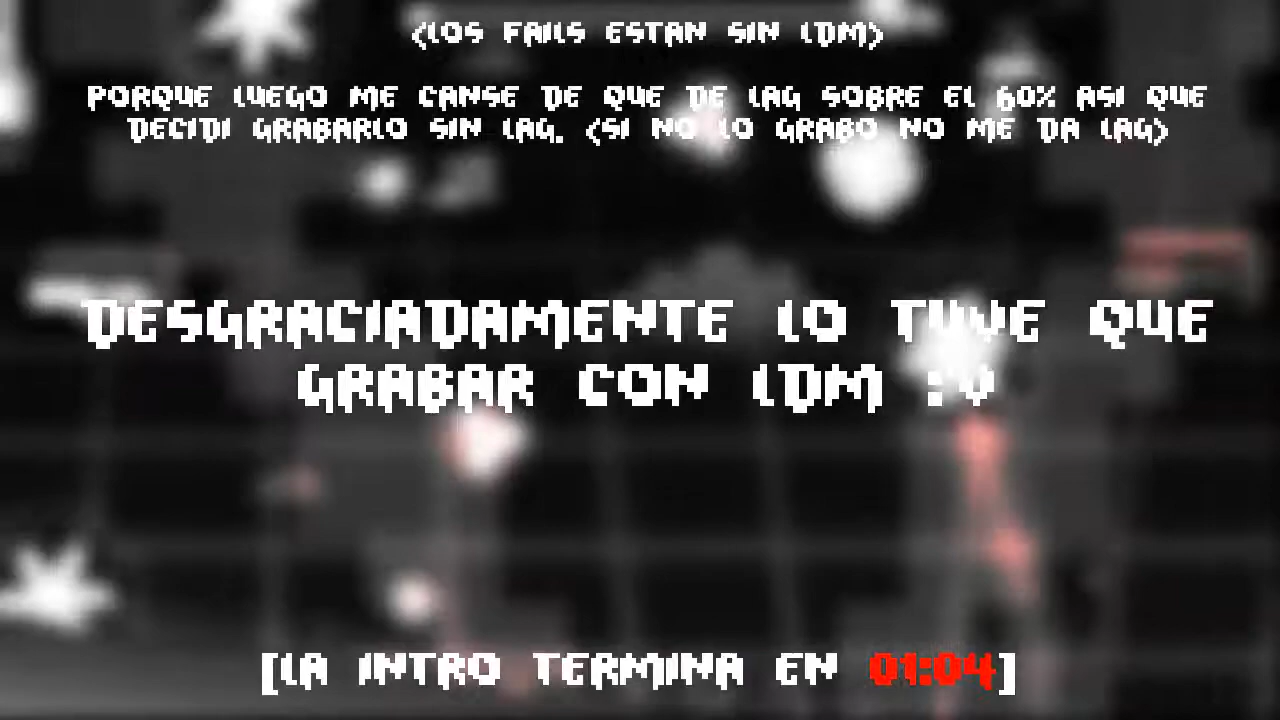 (LOS FAILS ESTAN SIN LDM)
PORQUE LUEGO ME CANSE DE QUE DE LAG SOBRE EL 60% ASI QUE
DECIDI GRABARLO SIN LAG. (SI NO LO GRABO NO ME DA LAG)
DESGRACIADAMENTE LO TUVE QUE
GRABAR CON LDM :V
[LA INTRO TERMINA EN 01:04]